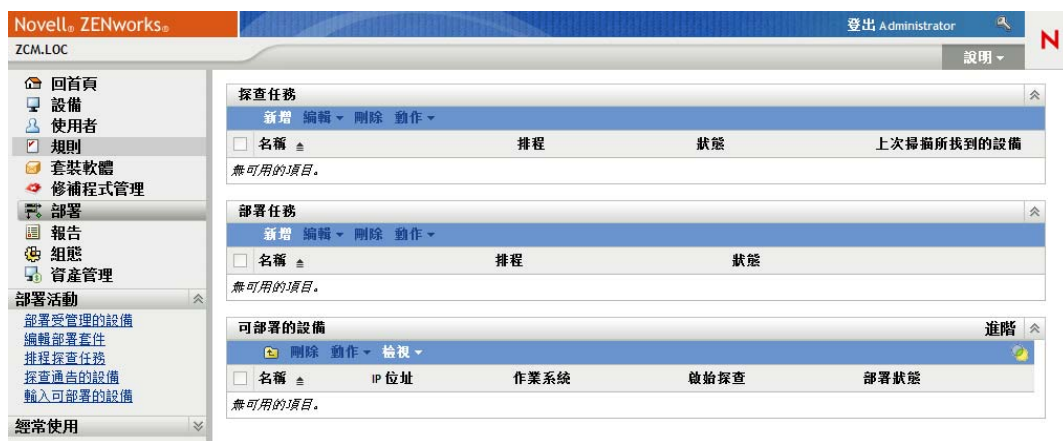 Novell® ZENworks®
登出 Administrator
N
ZCM.LOC
說明
回首頁
設備
使用者
規則
套裝軟體
修補程式管理
部署
報告
組態
資產管理
部署活動
部署受管理的設備
編輯部署套件
排程探查任務
探查通告的設備
輸入可部署的設備
經常使用
探查任務
新增 編輯 刪除 動作
名稱 排程 狀態 上次掃描所找到的設備
無可用的項目。
部署任務
新增 編輯 刪除 動作
名稱 排程 狀態
無可用的項目。
可部署的設備 進階
刪除 動作 檢視
名稱 IP 位址 作業系統 啟始探查 部署狀態
無可用的項目。